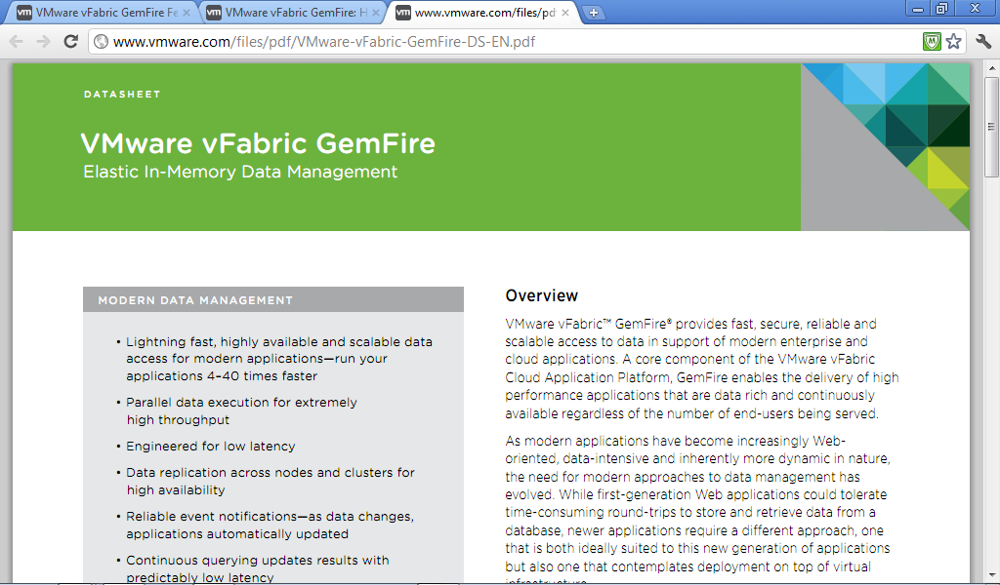 VMware vFabric GemFire Fe
VMware vFabric GemFire: H
www.vmware.com/files/pd
www.vmware.com/files/pdf/VMware-vFabric-GemFire-DS-EN.pdf
DATASHEET
VMware vFabric GemFire
Elastic In-Memory Data Management
MODERN DATA MANAGEMENT
• Lightning fast, highly available and scalable data
access for modern applications—run your
applications 4–40 times faster
• Parallel data execution for extremely
high throughput
• Engineered for low latency
• Data replication across nodes and clusters for
high availability
• Reliable event notifications—as data changes,
applications automatically updated
• Continuous querying updates results with
predictably low latency
Overview
VMware vFabric™ GemFire® provides fast, secure, reliable and
scalable access to data in support of modern enterprise and
cloud applications. A core component of the VMware vFabric
Cloud Application Platform, GemFire enables the delivery of high
performance applications that are data rich and continuously
available regardless of the number of end-users being served.
As modern applications have become increasingly Web-
oriented, data-intensive and inherently more dynamic in nature,
the need for modern approaches to data management has
evolved. While first-generation Web applications could tolerate
time-consuming round-trips to store and retrieve data from a
database, newer applications require a different approach, one
that is both ideally suited to this new generation of applications
but also one that contemplates deployment on top of virtual
infrastructure.